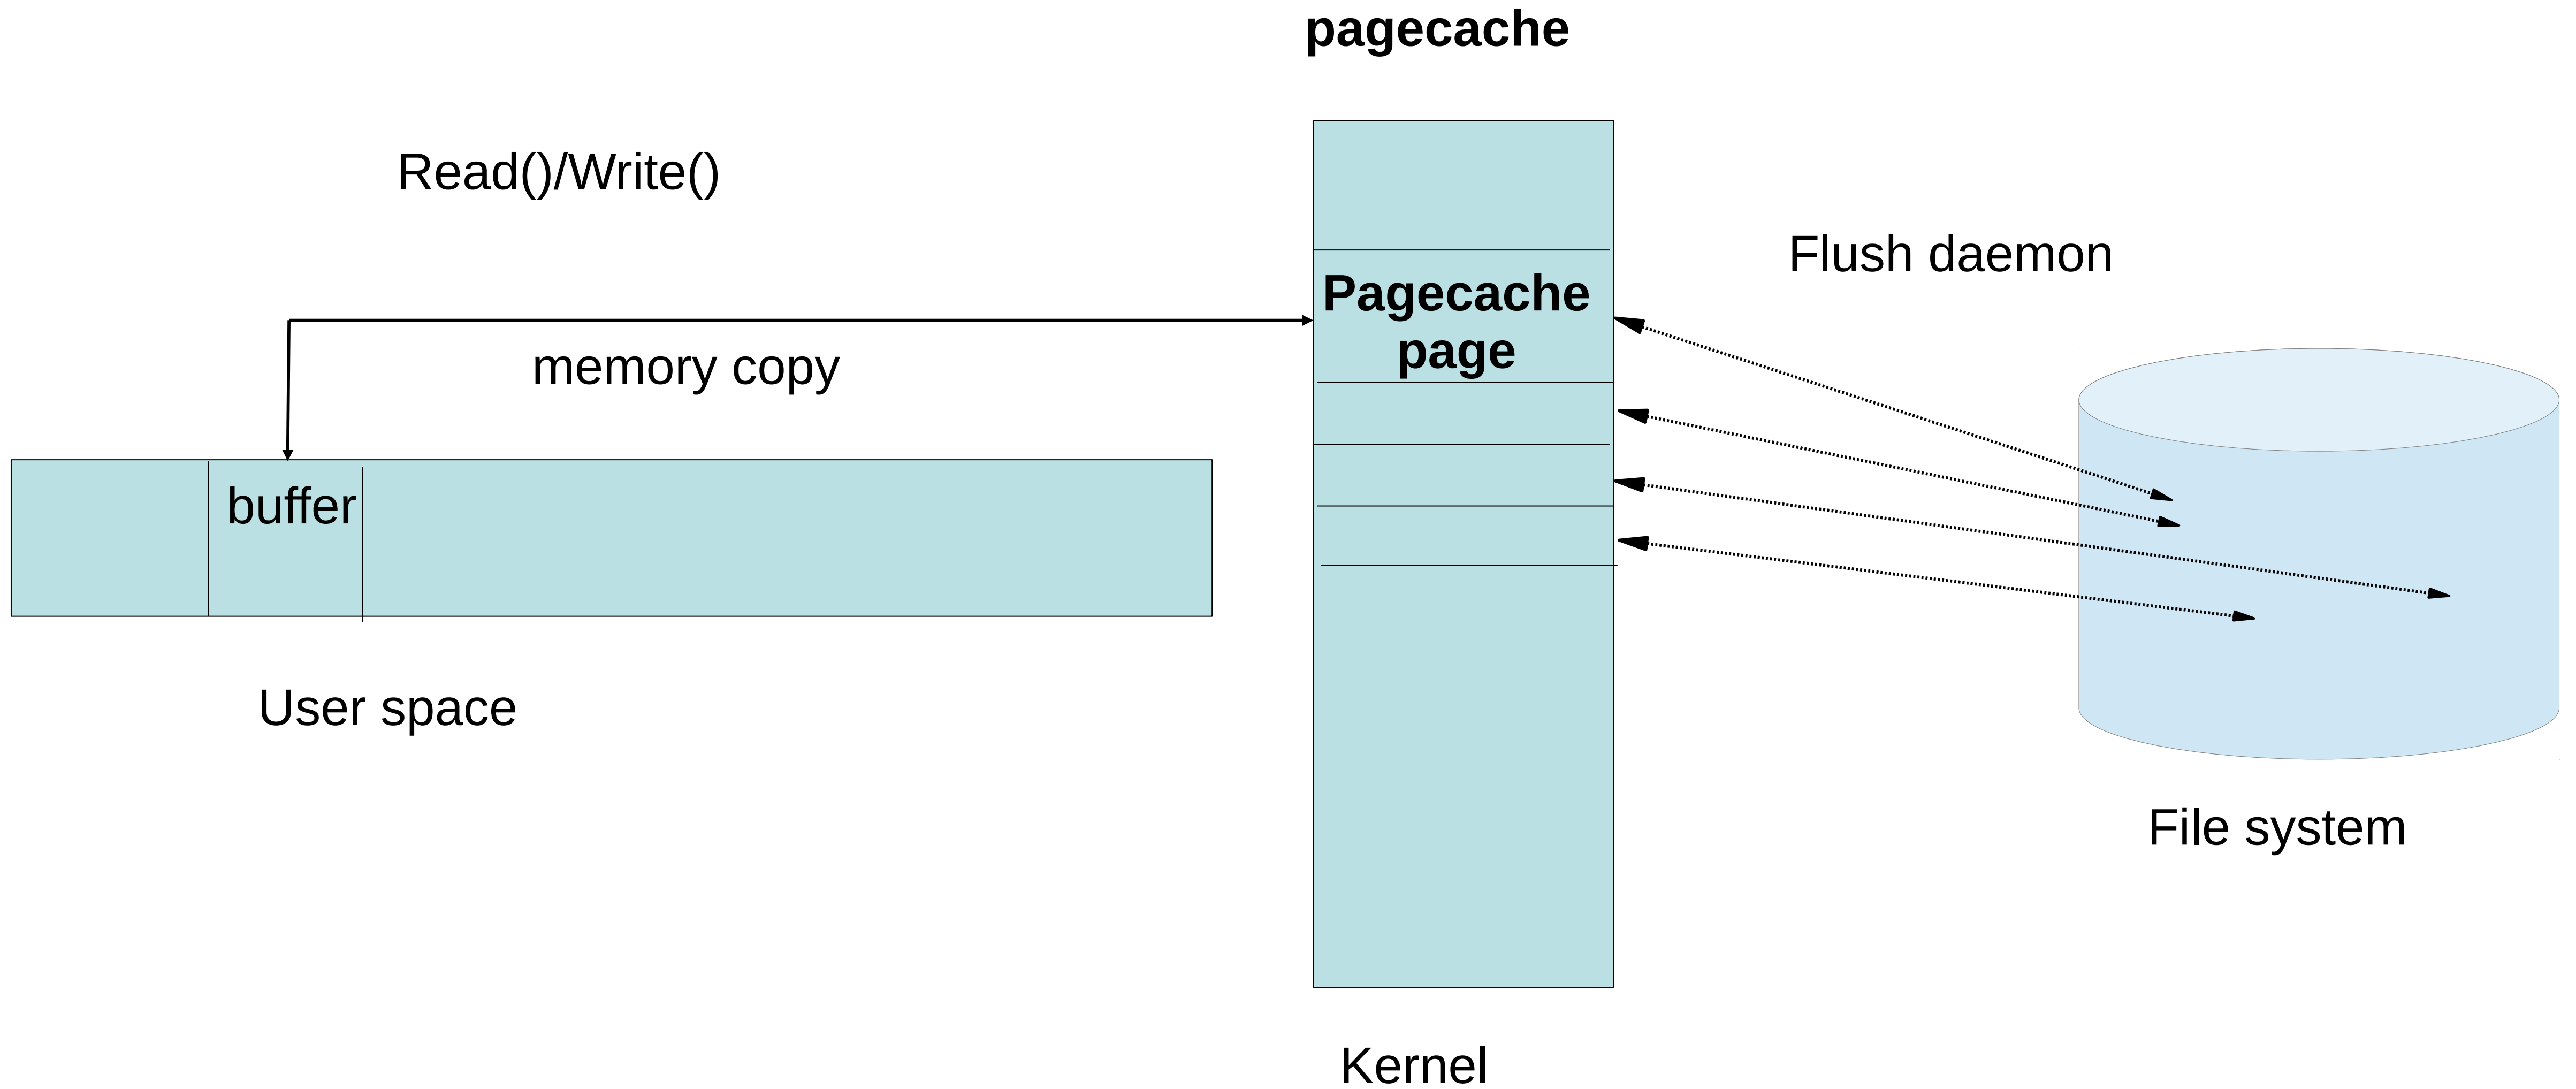 pagecache
Read()/Write()
Flush daemon
Pagecache
page
memory copy
buffer
User space
File system
Kernel